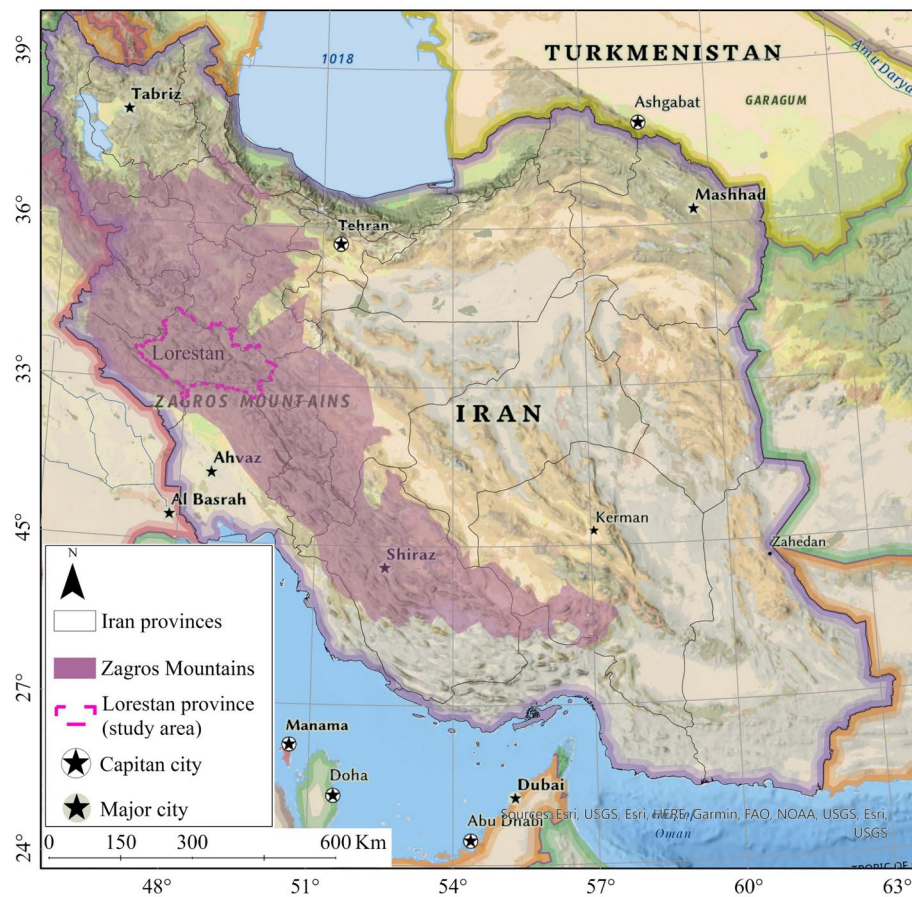 39°
36°
33°
45°
27°
24°
1018
TURKMENISTAN
Amu Darya
Tabriz
Ashgabat
GARAGUM
Mashhad
Tehran
Lorestan
ZAGROS MOUNTAINS
IRAN
Ahvaz
Al Basrah
Kerman
Zahedan
Shiraz
N
Iran provinces
Zagros Mountains
Lorestan province
(study area)
Capitan city
Major city
Manama
Doha
Dubai
Abu Dhabi
Sources: Esri, USGS, Esri, HERE, Garmin, FAO, NOAA, USGS, Esri,
USGS
Oman
TROPIC OF
0 150 300 600 Km
48° 51° 54° 57° 60° 63°